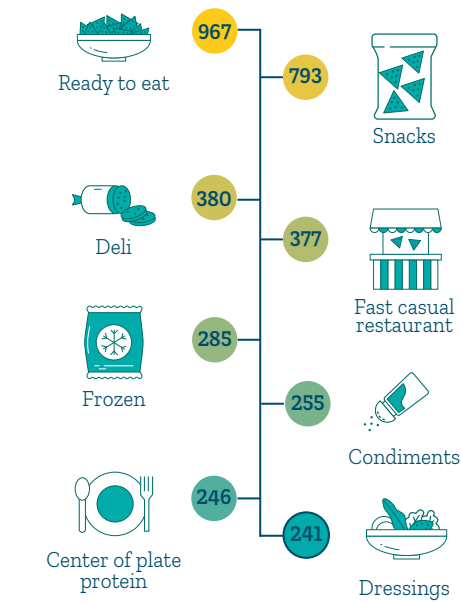 967
Ready to eat
793
Snacks
380
Deli
377
Fast casual
restaurant
285
Frozen
255
Condiments
246
Center of plate
protein
241
Dressings